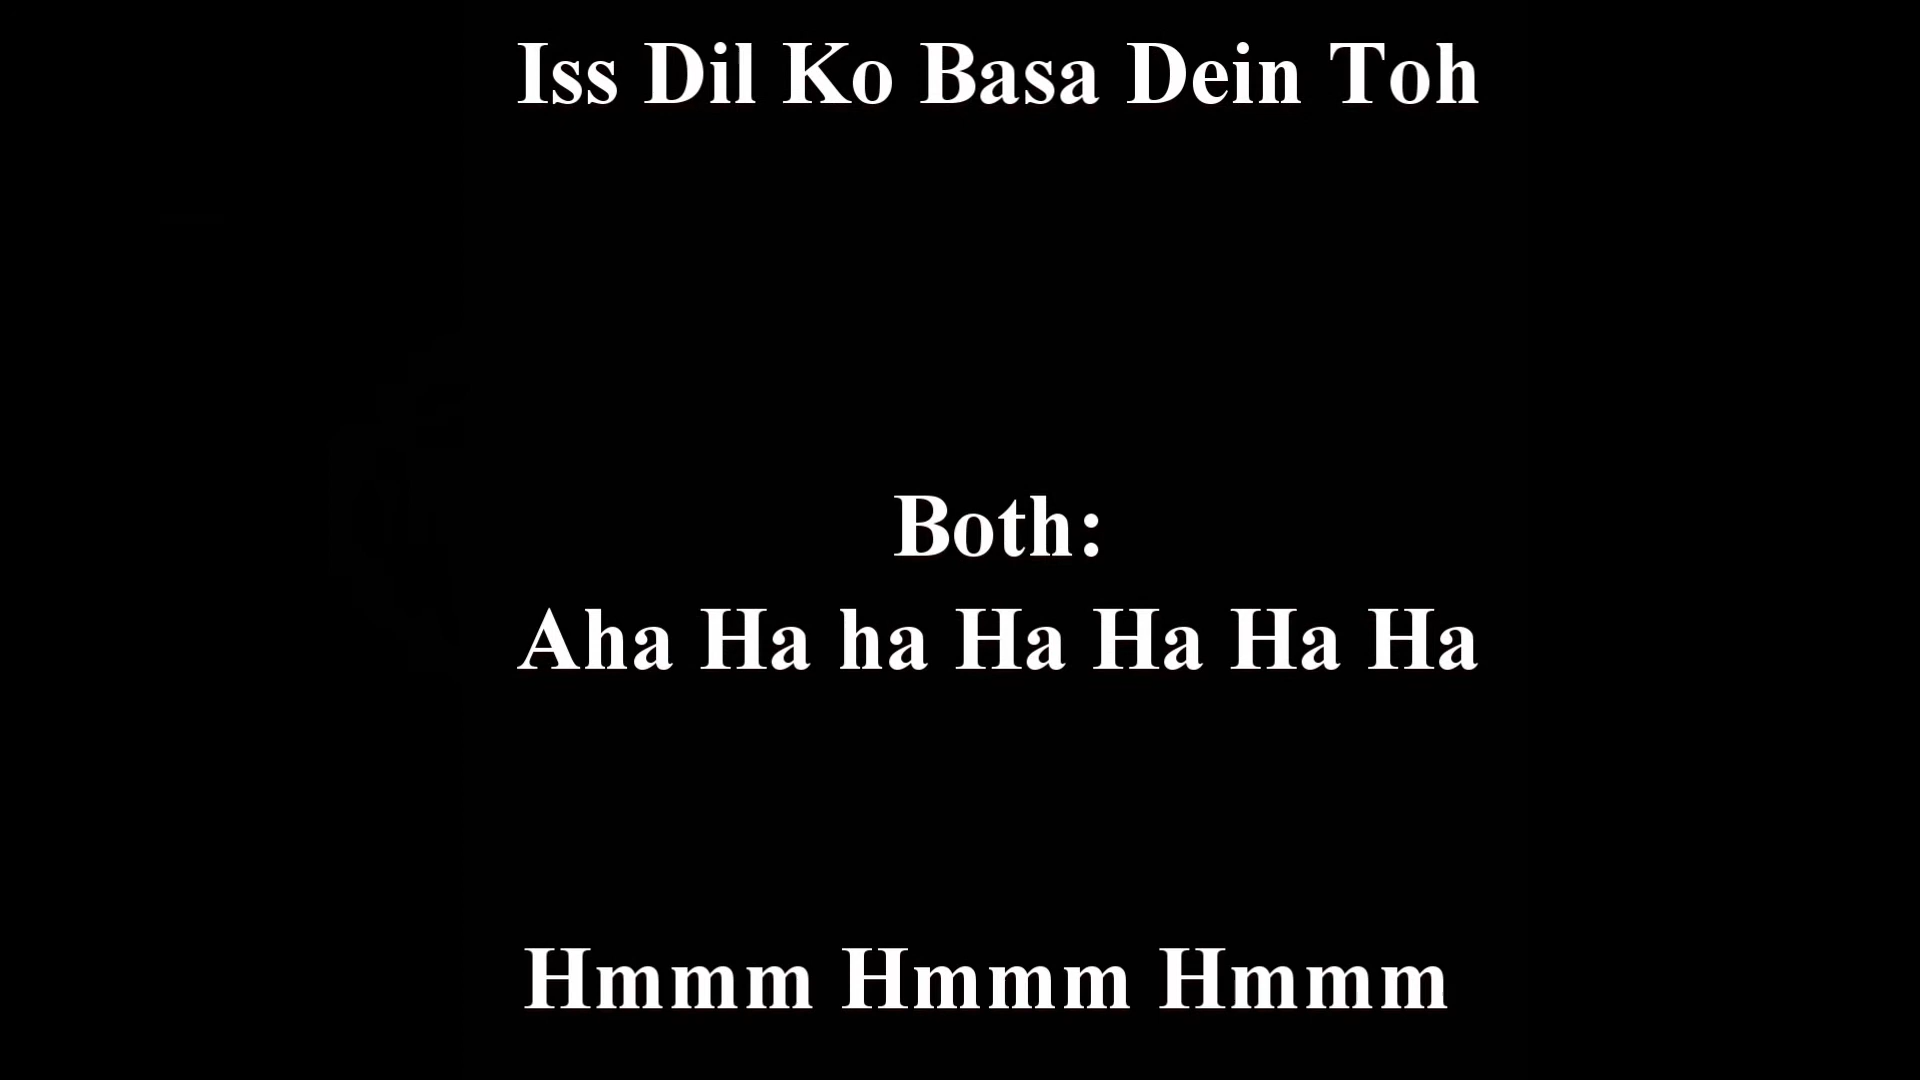 Iss Dil Ko Basa Dein Toh
Both:
Aha Ha ha Ha Ha Ha Ha
Hmmm Hmmm Hmmm